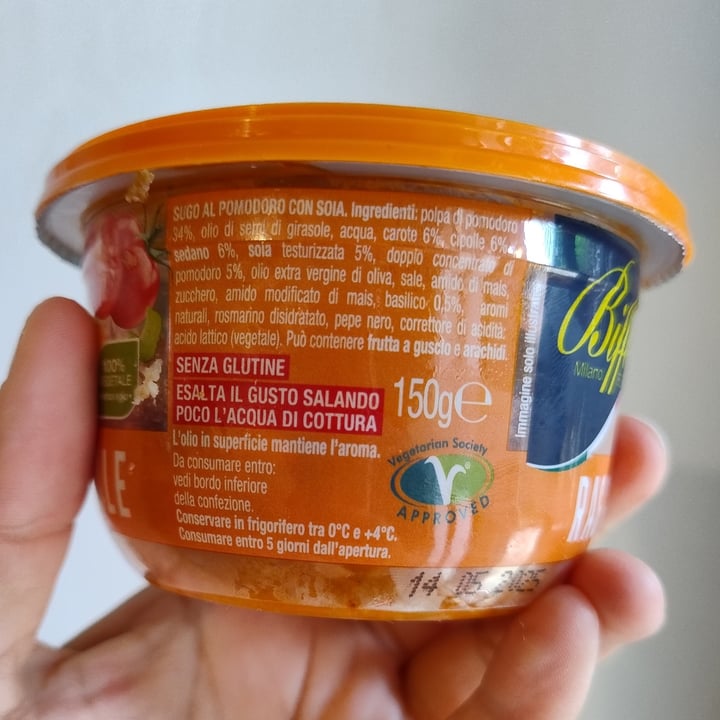 SUGO AL POMODORO CON SOIA. Ingredienti: polpa di pomodoro
34%, olio di semi di girasole, acqua, carote 6%, cipolle 6%,
sedano 6%, soia testurizzata 5%, doppio concentrato di
pomodoro 5%, olio extra vergine di oliva, sale, amido di mais,
zucchero, amido modificato di mais, basilico 0,5%, aromi
naturali, rosmarino disidratato, pepe nero, correttore di acidità:
acido lattico (vegetale). Può contenere frutta a guscio e arachidi.
SENZA GLUTINE
ESALTA IL GUSTO SALANDO
POCO L'ACQUA DI COTTURA
150g℮
L'olio in superficie mantiene l'aroma.
Da consumare entro:
vedi bordo inferiore
della confezione.
Conservare in frigorifero tra 0°C e +4°C.
Consumare entro 5 giorni dall'apertura.
Vegetarian Society
APPROVED
14 05 2025
Immagine solo illustr
Biff
Milano
RA
100%
LE